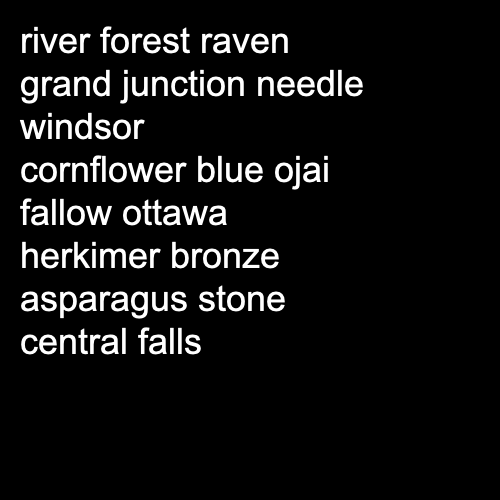 river forest raven
grand junction needle
windsor
cornflower blue ojai
fallow ottawa
herkimer bronze
asparagus stone
central falls